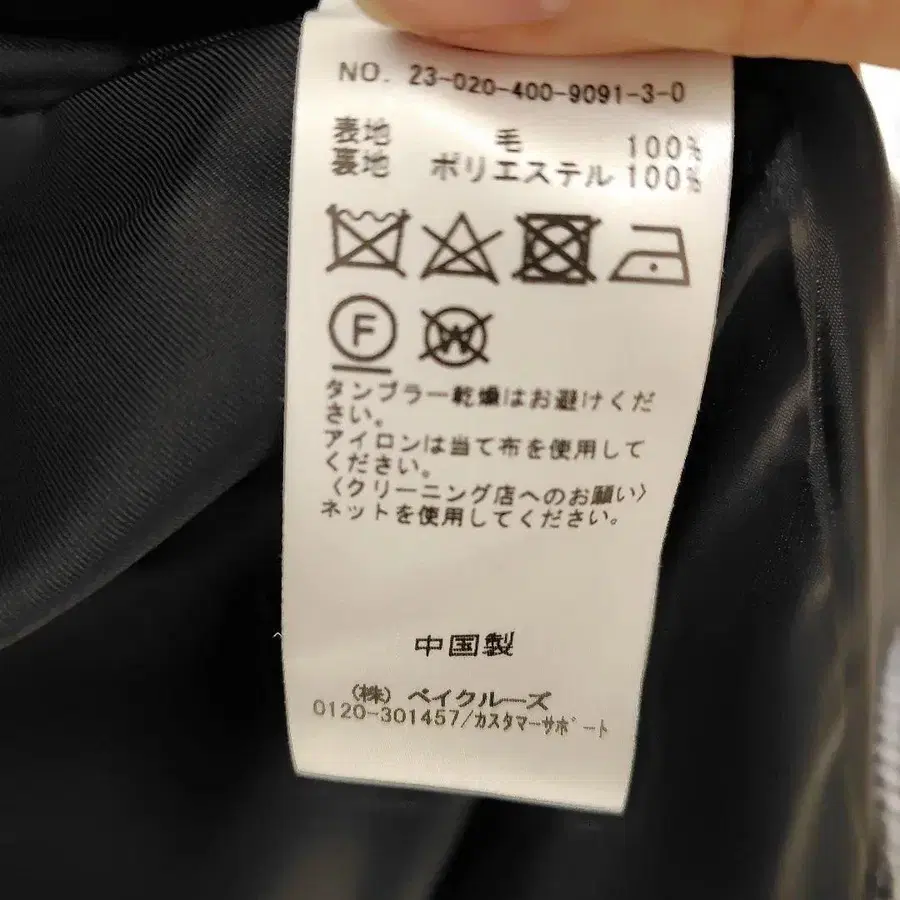 NO. 23-020-400-9091-3-0
表地 毛 100%
裏地 ポリエステル 100%
F W
タンブラー乾燥はお避けくだ
さい。
アイロンは当て布を使用して
ください。
〈クリーニング店へのお願い〉
ネットを使用してください。
中国製
(株) ベイクルーズ
0120-301457/カスタマーサポート